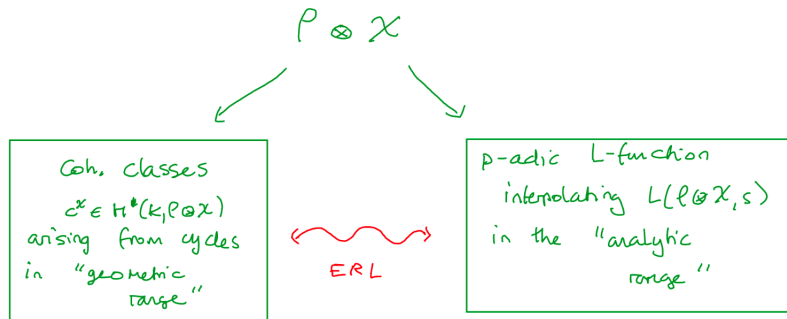 ρ ⊗ χ
Coh. classes
c^χ ∈ H^1(K, ρ⊗χ)
arising from cycles
in "geometric
range"
ERL
p-adic L-function
interpolating L(ρ⊗χ, s)
in the "analytic
range"